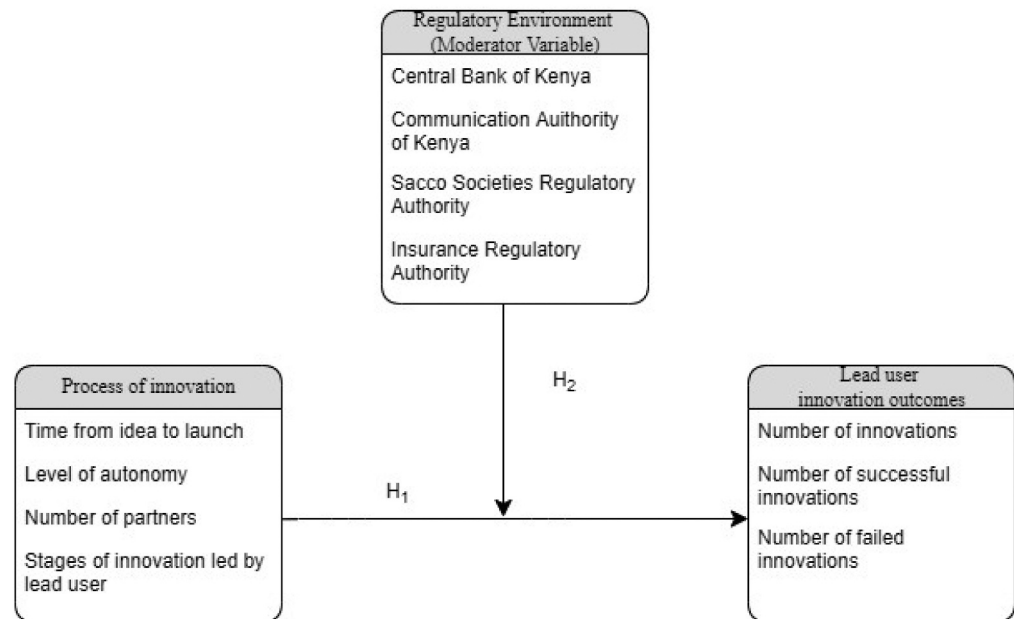 Regulatory Environment
(Moderator Variable)
Central Bank of Kenya
Communication Auithority
of Kenya
Sacco Societies Regulatory
Authority
Insurance Regulatory
Authority
H2
Process of innovation
Time from idea to launch
Level of autonomy
Number of partners
Stages of innovation led by
lead user
H1
Lead user
innovation outcomes
Number of innovations
Number of successful
innovations
Number of failed
innovations